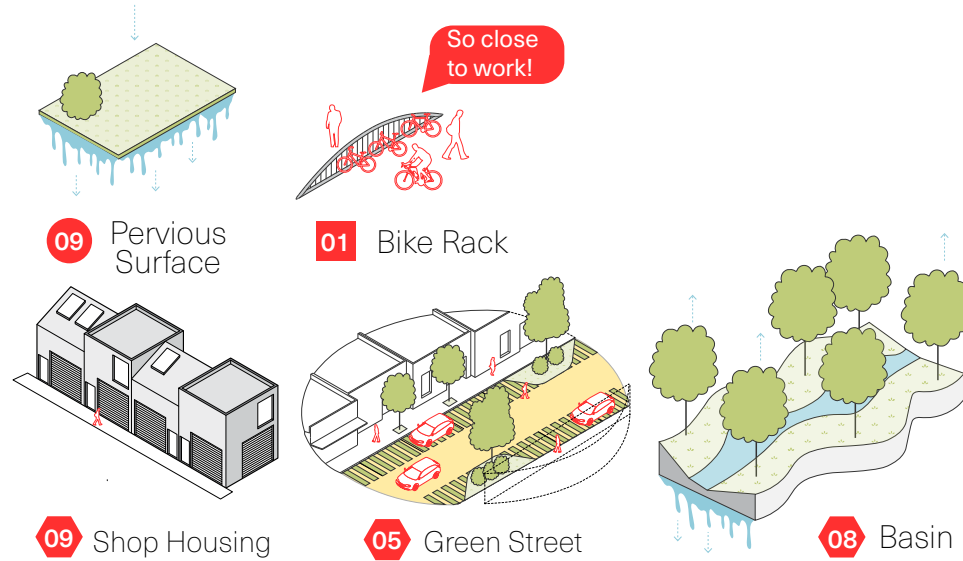 So close
to work!
09 Pervious
Surface
01 Bike Rack
09 Shop Housing
05 Green Street
08 Basin